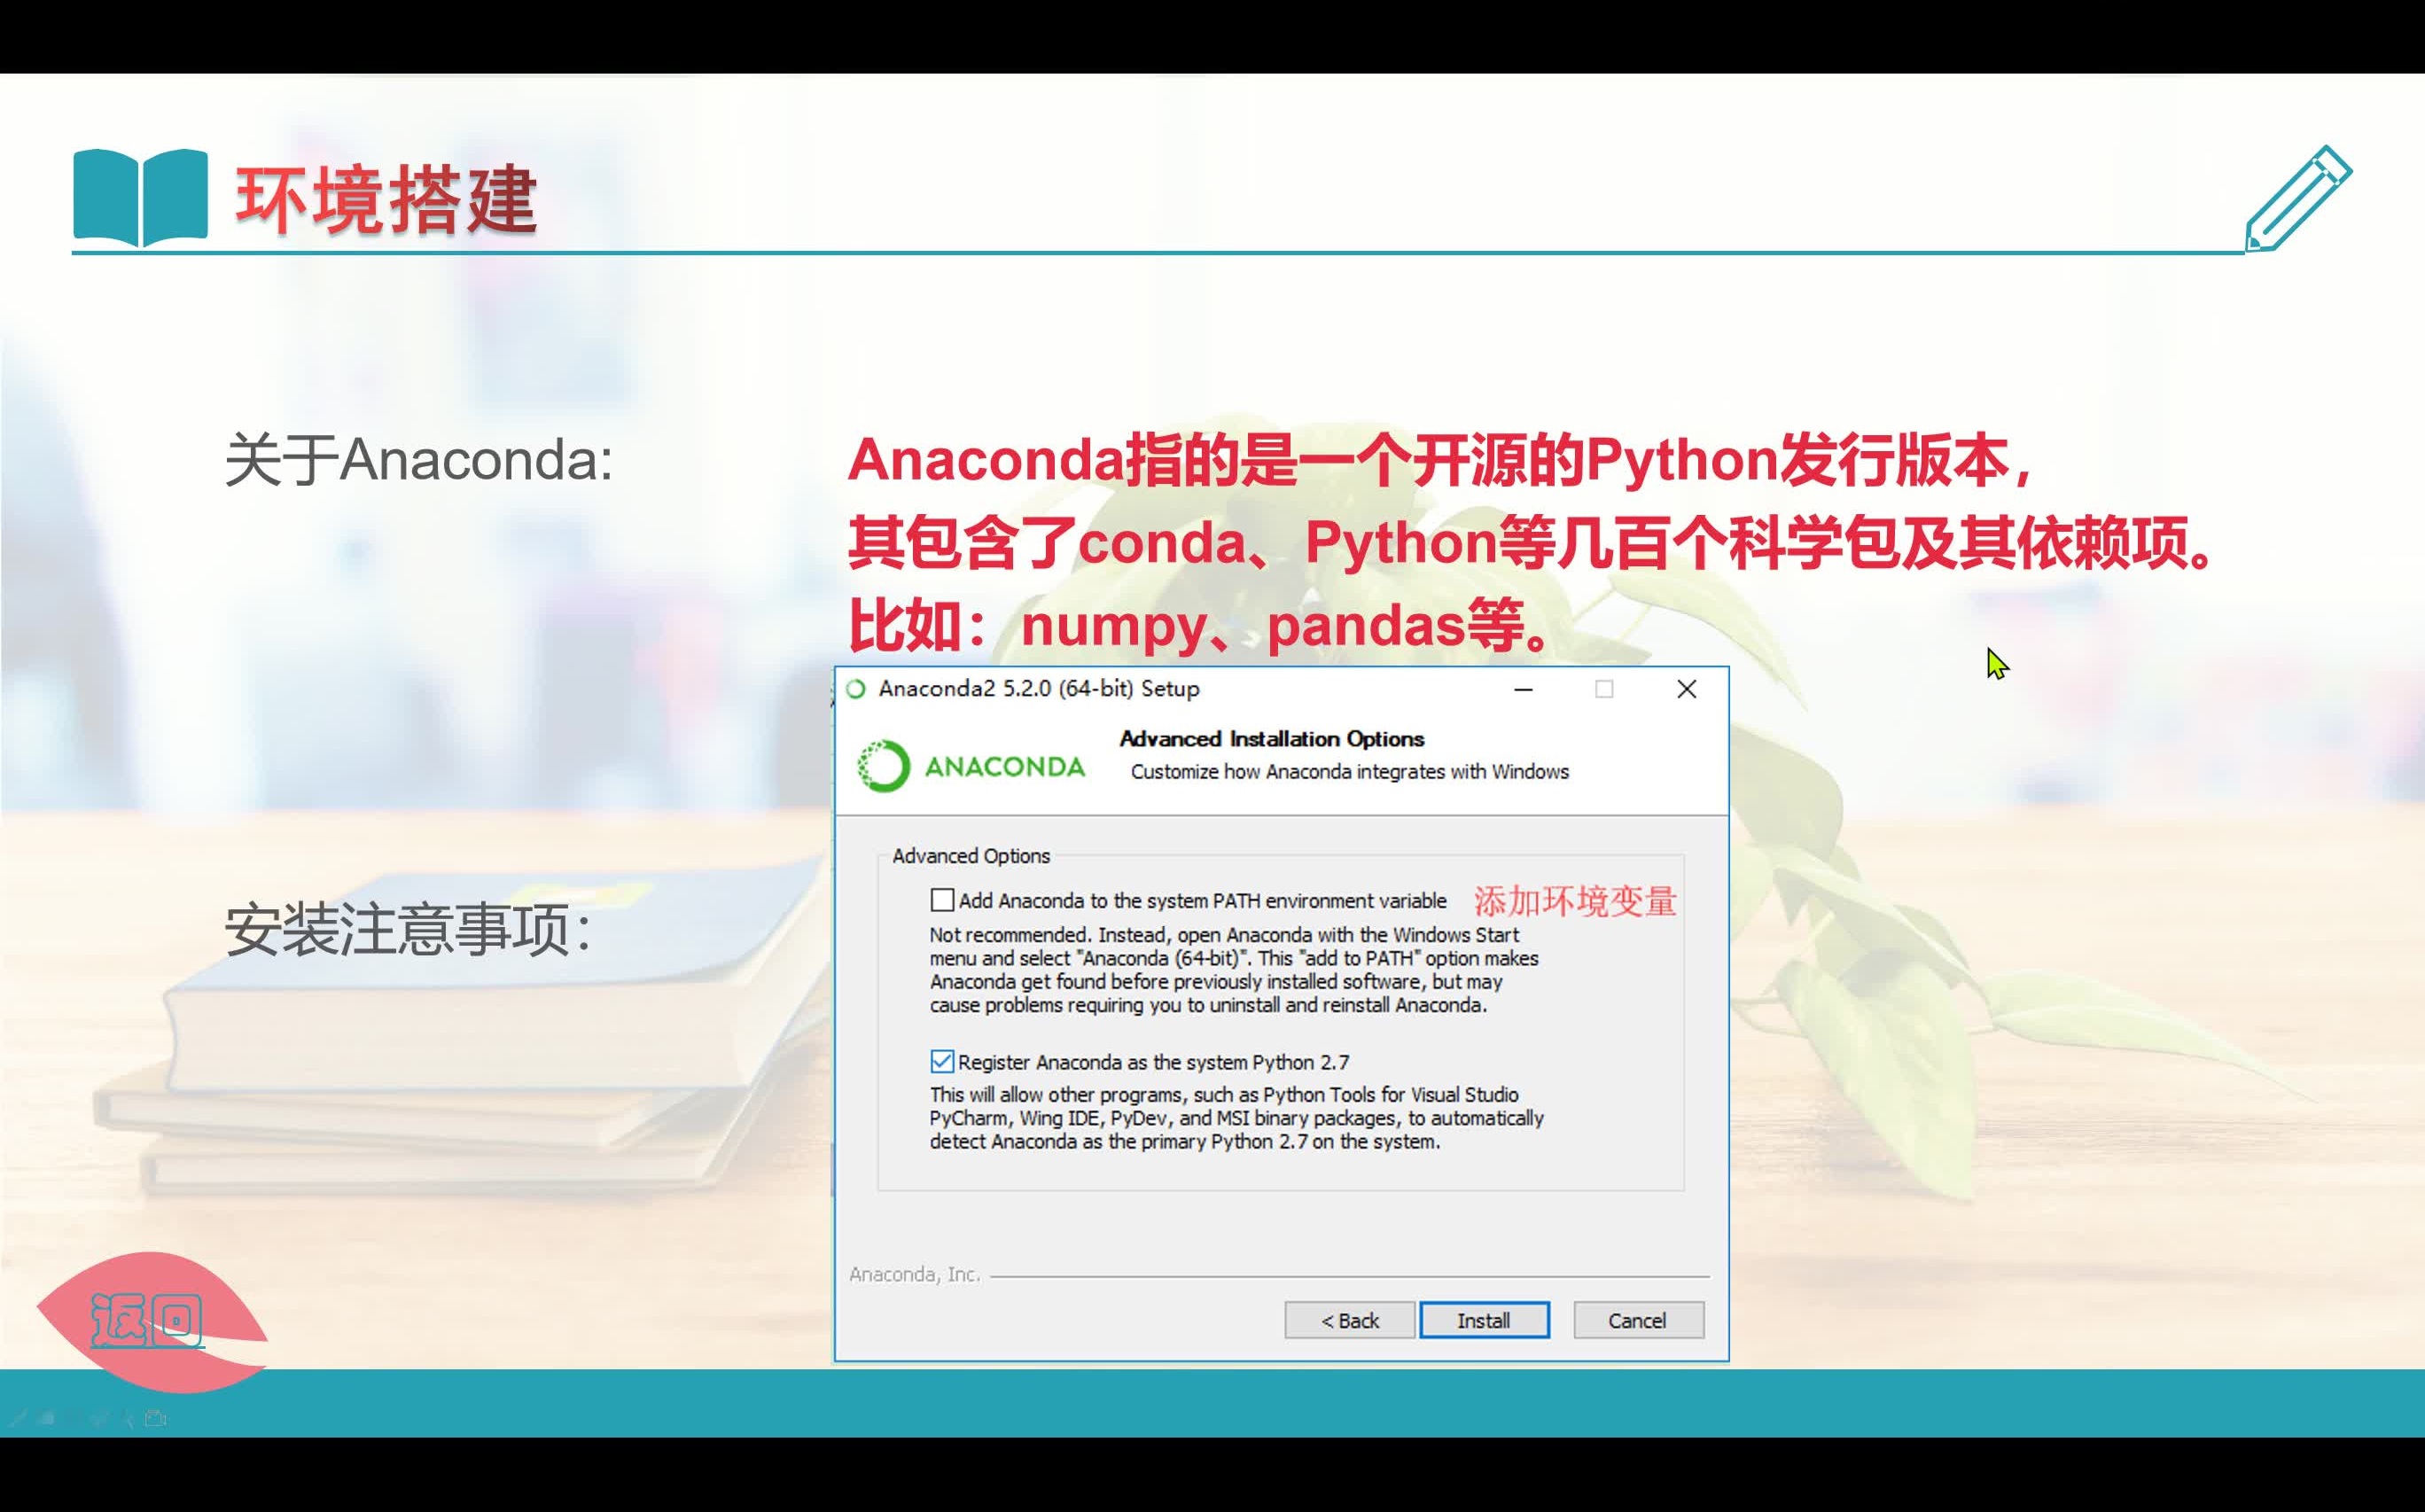 环境搭建
关于Anaconda:
Anaconda指的是一个开源的Python发行版本，
其包含了conda、Python等几百个科学包及其依赖项。
比如：numpy、pandas等。
安装注意事项：
Anaconda2 5.2.0 (64-bit) Setup
ANACONDA
Advanced Installation Options
Customize how Anaconda integrates with Windows
Advanced Options
Add Anaconda to the system PATH environment variable 添加环境变量
Not recommended. Instead, open Anaconda with the Windows Start
menu and select "Anaconda (64-bit)". This "add to PATH" option makes
Anaconda get found before previously installed software, but may
cause problems requiring you to uninstall and reinstall Anaconda.
Register Anaconda as the system Python 2.7
This will allow other programs, such as Python Tools for Visual Studio
PyCharm, Wing IDE, PyDev, and MSI binary packages, to automatically
detect Anaconda as the primary Python 2.7 on the system.
Anaconda, Inc.
< Back
Install
Cancel
返回